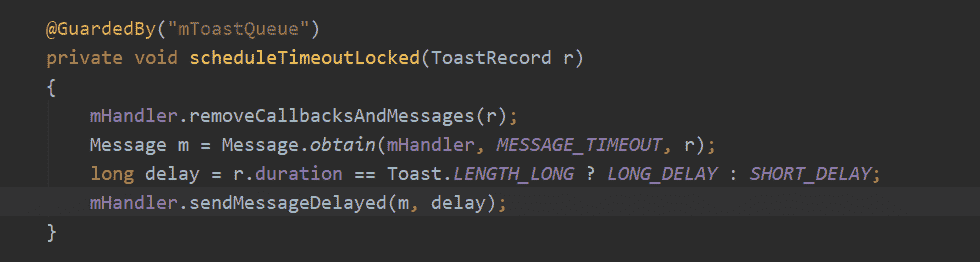 @GuardedBy("mToastQueue")
private void scheduleTimeoutLocked(ToastRecord r)
{
    mHandler.removeCallbacksAndMessages(r);
    Message m = Message.obtain(mHandler, MESSAGE_TIMEOUT, r);
    long delay = r.duration == Toast.LENGTH_LONG ? LONG_DELAY : SHORT_DELAY;
    mHandler.sendMessageDelayed(m, delay);
}